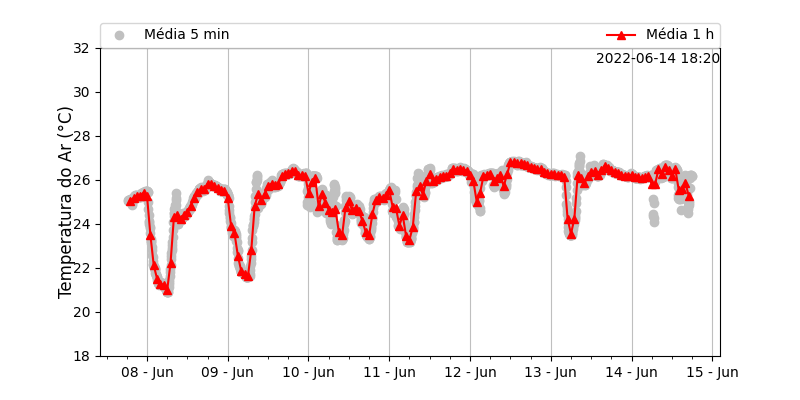 Média 5 min
Média 1 h
2022-06-14 18:20
Temperatura do Ar (°C)
32
30
28
26
24
22
20
18
08 - Jun
09 - Jun
10 - Jun
11 - Jun
12 - Jun
13 - Jun
14 - Jun
15 - Jun